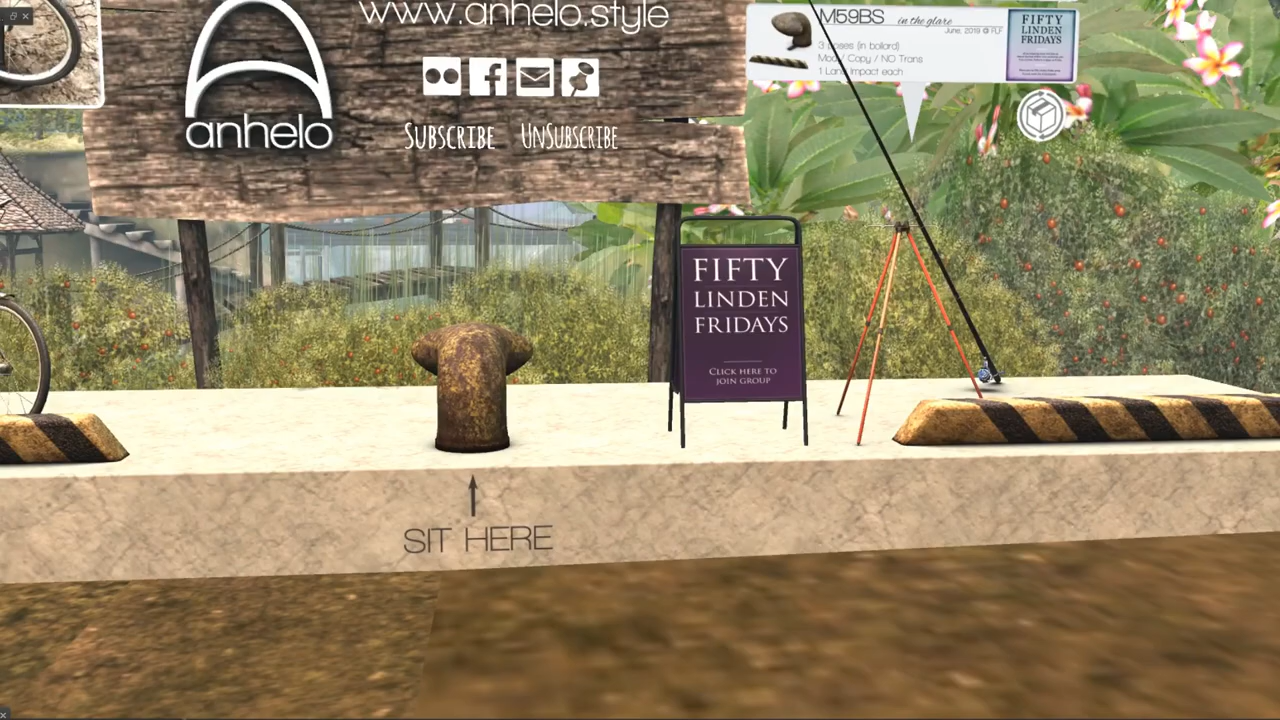 www.anhelo.style
anhelo
SUBSCRIBE UNSUBSCRIBE
M59BS in the glare
June, 2019 @ FLF
3 poses (in bollard)
Mod / Copy / NO Trans
1 Land Impact each
FIFTY
LINDEN
FRIDAYS
FIFTY
LINDEN
FRIDAYS
CLICK HERE TO
JOIN GROUP
SIT HERE